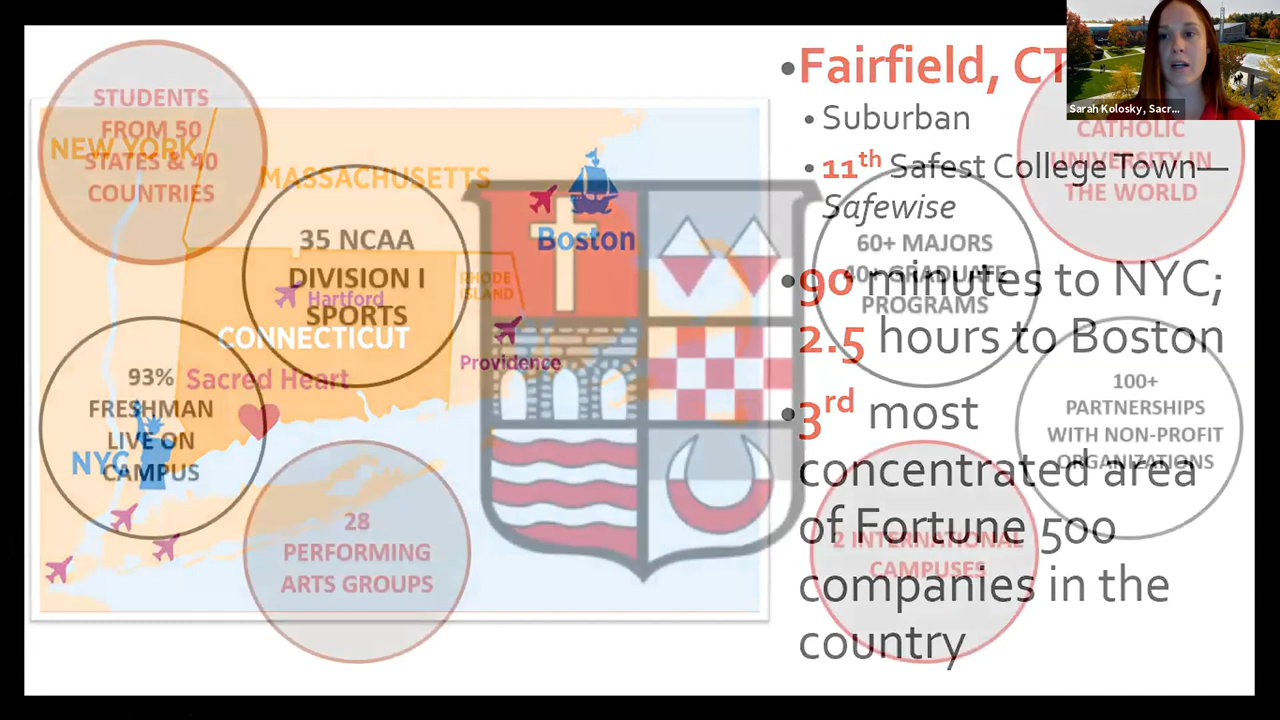 STUDENTS
FROM 50
STATES & 40
COUNTRIES
NEW YORK
MASSACHUSETTS
35 NCAA
DIVISION I
SPORTS
Hartford
CONNECTICUT
RHODE
ISLAND
Boston
Providence
93%
FRESHMAN
LIVE ON
CAMPUS
Sacred Heart
NYC
28
PERFORMING
ARTS GROUPS
•Fairfield, CT
• Suburban
• 11th Safest College Town—
Safewise
•90 minutes to NYC;
2.5 hours to Boston
•3rd most
concentrated area
of Fortune 500
companies in the
country
CATHOLIC
UNIVERSITY IN
THE WORLD
60+ MAJORS
40+ GRADUATE
PROGRAMS
100+
PARTNERSHIPS
WITH NON-PROFIT
ORGANIZATIONS
2 INTERNATIONAL
CAMPUSES
Sarah Kolosky, Sacr...